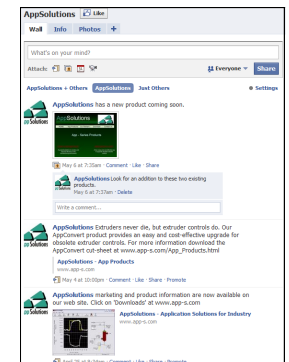 AppSolutions Like
Wall Info Photos +
What's on your mind?
Attach: Everyone Share
AppSolutions + Others AppSolutions Just Others Settings
AppSolutions has a new product coming soon.
AppSolutions
App - Series Products
May 6 at 7:35am · Comment · Like · Share
AppSolutions Look for an addition to these two existing
products.
May 6 at 7:37am · Delete
Write a comment...
AppSolutions Extruders never die, but extruder controls do. Our
AppConvert product provides an easy and cost-effective upgrade for
obsolete extruder controls. For more information download the
AppConvert cut-sheet at www.app-s.com/App_Products.html
AppSolutions - App Products
www.app-s.com
May 4 at 10:00pm · Comment · Like · Share · Promote
AppSolutions marketing and product information are now available on
our web site. Click on 'Downloads' at www.app-s.com
AppSolutions - Application Solutions for Industry
www.app-s.com